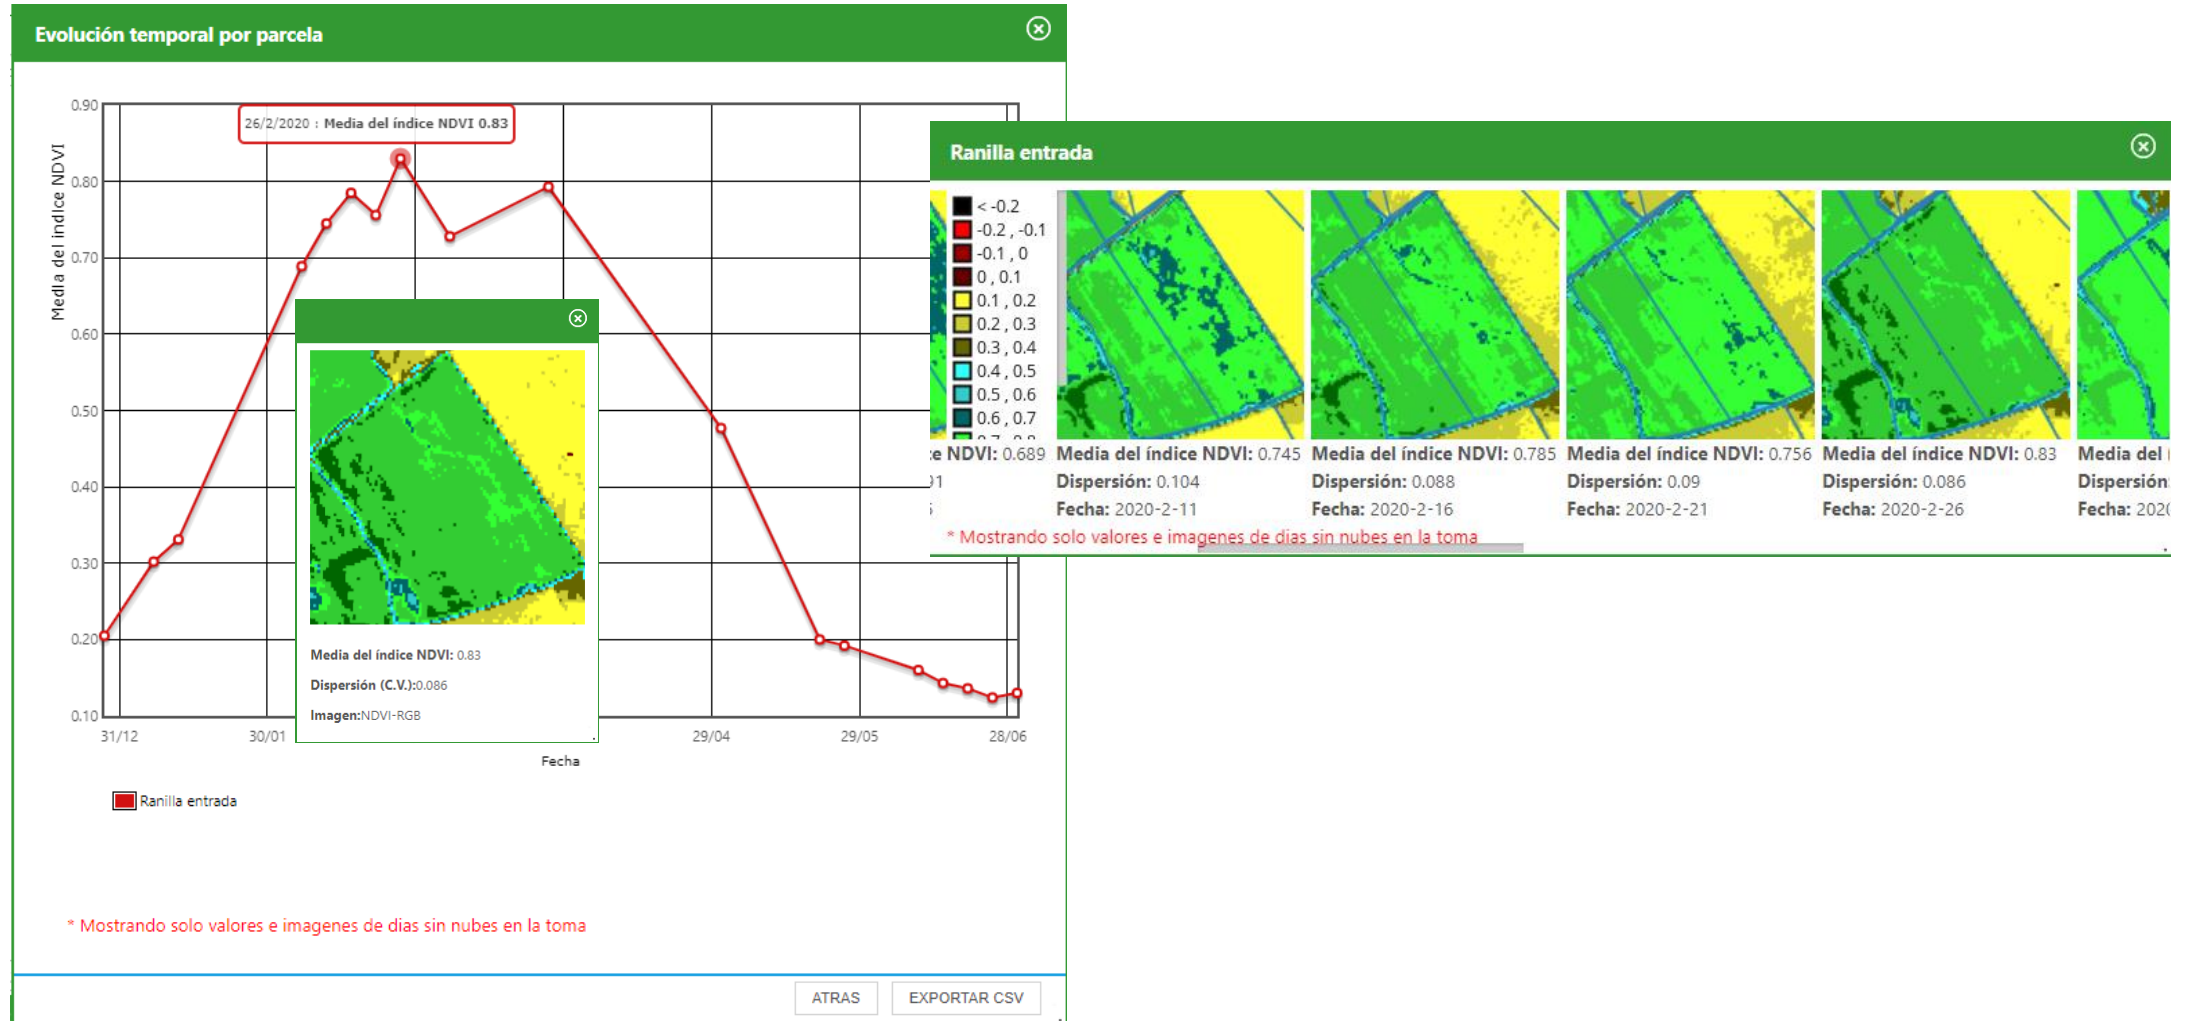 Evolución temporal por parcela
0.90
26/2/2020 : Media del índice NDVI 0.83
0.80
0.70
0.60
0.50
0.40
0.30
0.20
0.10
Media del indice NDVI
31/12
30/01
29/04
29/05
28/06
Fecha
Ranilla entrada
Media del índice NDVI: 0.83
Dispersión (C.V.):0.086
Imagen:NDVI-RGB
* Mostrando solo valores e imagenes de dias sin nubes en la toma
ATRAS
EXPORTAR CSV
Ranilla entrada
< -0.2
-0.2 , -0.1
-0.1 , 0
0 , 0.1
0.1 , 0.2
0.2 , 0.3
0.3 , 0.4
0.4 , 0.5
0.5 , 0.6
0.6 , 0.7
NDVI: 0.689
Media del índice NDVI: 0.745
Dispersión: 0.104
Fecha: 2020-2-11
Media del índice NDVI: 0.785
Dispersión: 0.088
Fecha: 2020-2-16
Media del índice NDVI: 0.756
Dispersión: 0.09
Fecha: 2020-2-21
Media del índice NDVI: 0.83
Dispersión: 0.086
Fecha: 2020-2-26
Media del
Dispersión:
Fecha:
* Mostrando solo valores e imagenes de dias sin nubes en la toma